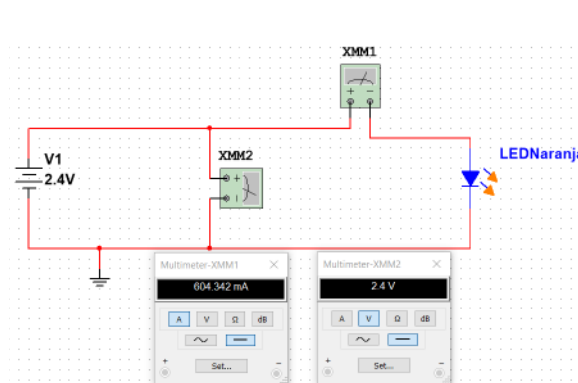 XMM1
V1
2.4V
XMM2
LEDNaranja
Multimeter-XMM1
604.342 mA
A V Ω dB
Set...
Multimeter-XMM2
2.4 V
A V Ω dB
Set...